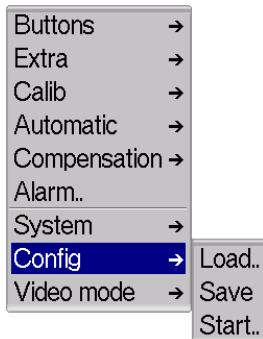 Buttons →
Extra →
Calib →
Automatic →
Compensation →
Alarm..
System →
Config →
Video mode →
Load..
Save
Start..